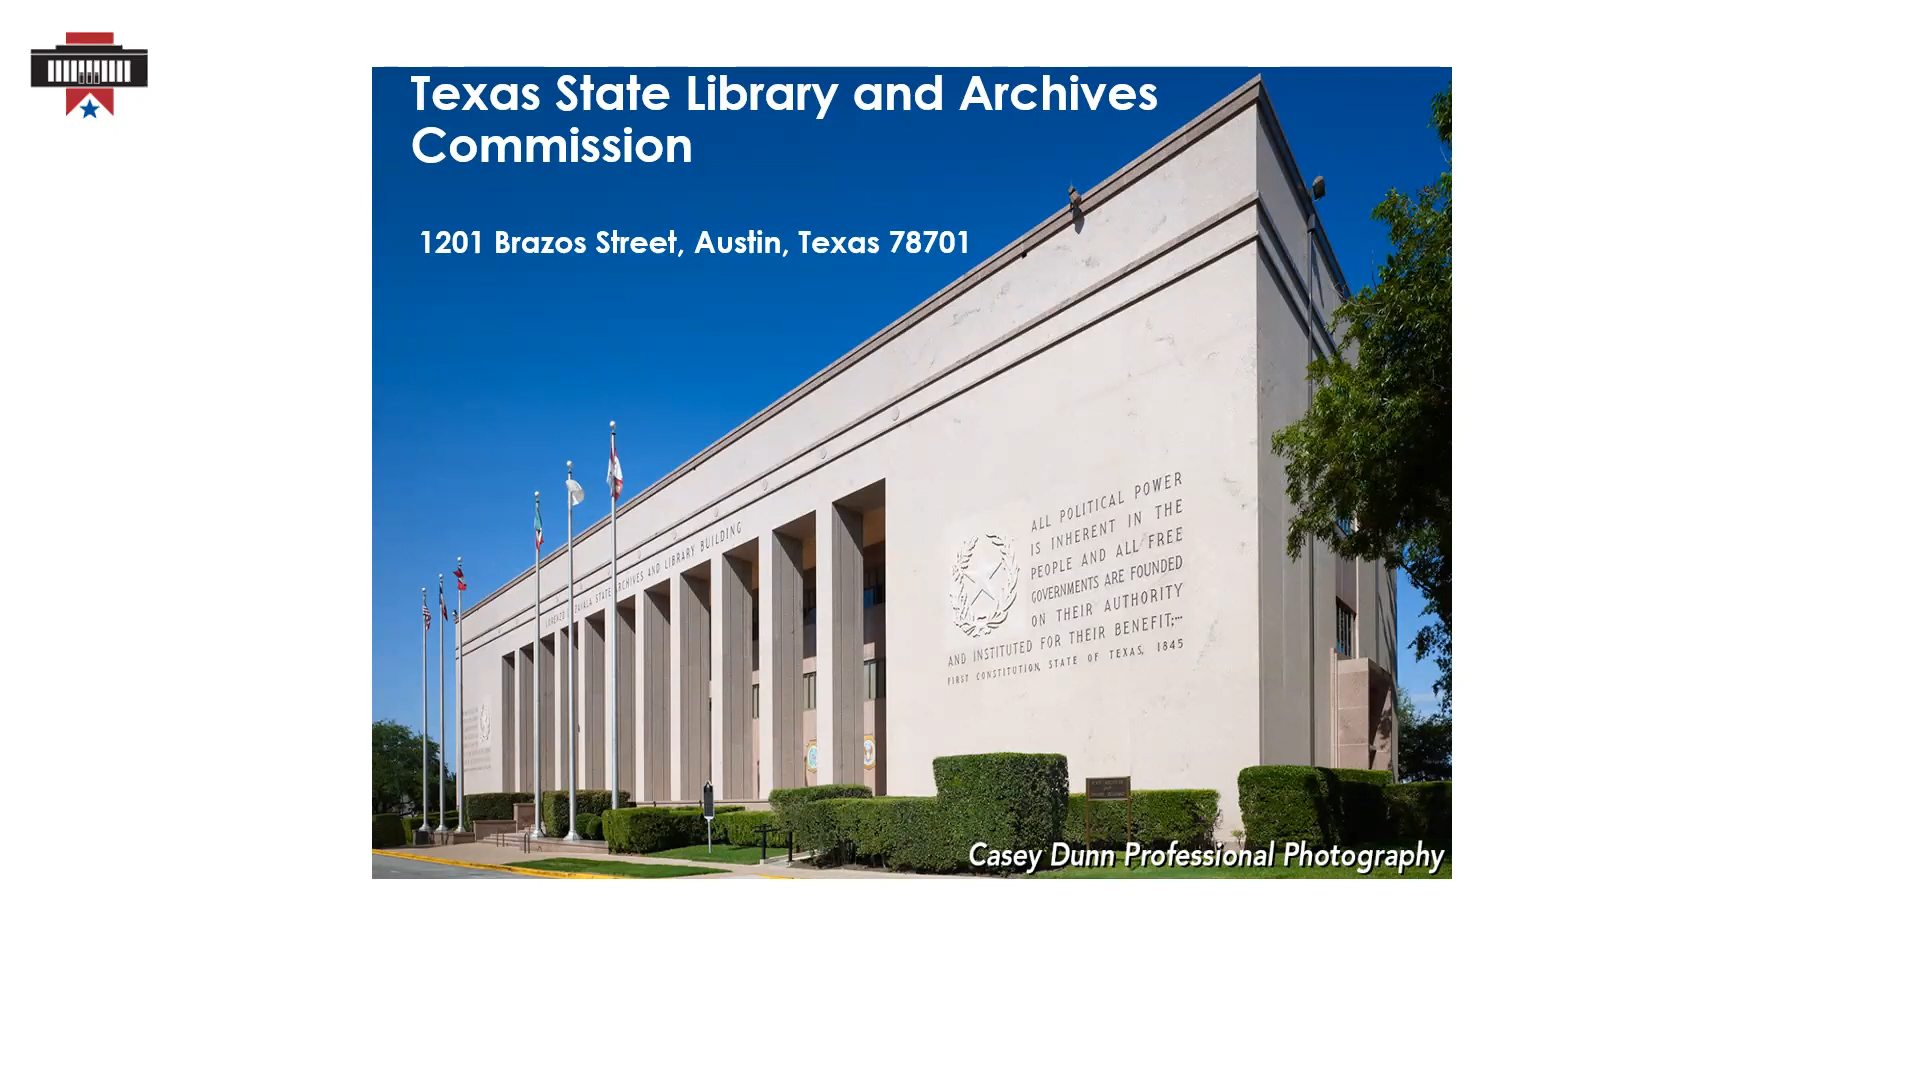 Texas State Library and Archives
Commission
1201 Brazos Street, Austin, Texas 78701
ARCHIVES AND LIBRARY BUILDING
ALL POLITICAL POWER
IS INHERENT IN THE
PEOPLE AND ALL FREE
GOVERNMENTS ARE FOUNDED
ON THEIR AUTHORITY
AND INSTITUTED FOR THEIR BENEFIT;...
FIRST CONSTITUTION, STATE OF TEXAS, 1845
Casey Dunn Professional Photography